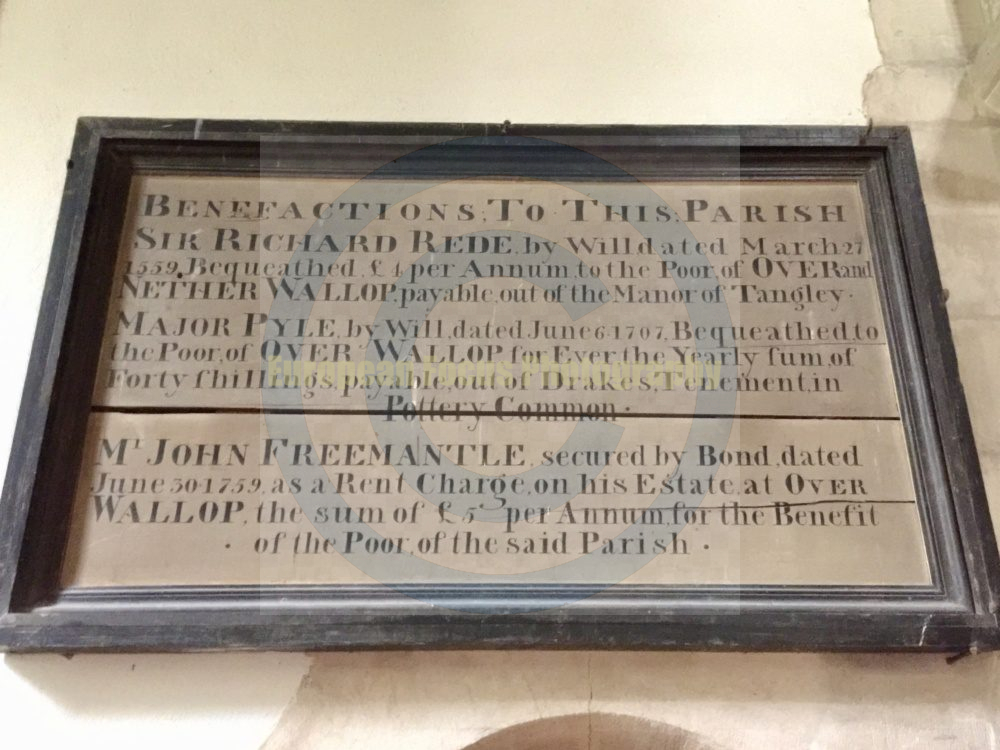 BENEFACTIONS, TO THIS, PARISH
SIR RICHARD REDE, by Will, dated March 27
1559, Bequeathed, £4 per Annum, to the Poor, of OVER and
NETHER WALLOP, payable, out of the Manor of Tangley.
MAJOR PYLE, by Will, dated June 6·1707, Bequeathed, to
the Poor, of OVER WALLOP, for Ever, the Yearly ſum, of
Forty ſhillings, payable, out of Drakes, Tenement, in
Pottery Common.
Mr JOHN FREEMANTLE, secured by Bond, dated
June 30·1759, as a Rent Charge, on his Estate, at OVER
WALLOP, the sum of £5 per Annum, for the Benefit
· of the Poor, of the said Parish ·
European Focus Photography
©